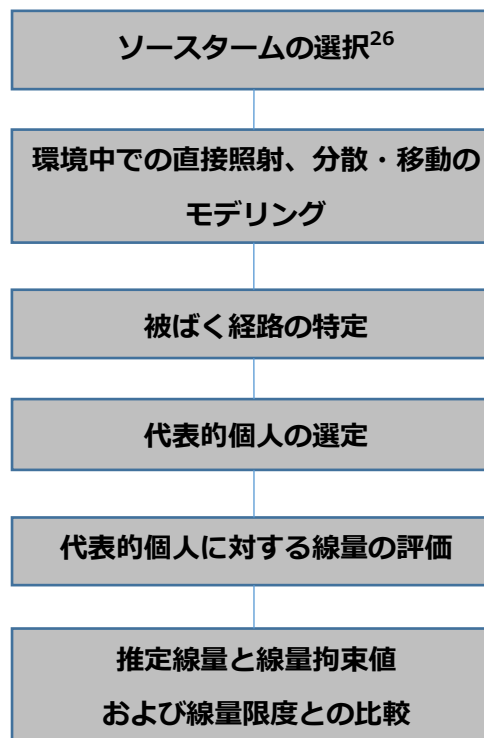 ソースタームの選択26
環境中での直接照射、分散・移動の
モデリング
被ばく経路の特定
代表的個人の選定
代表的個人に対する線量の評価
推定線量と線量拘束値
および線量限度との比較